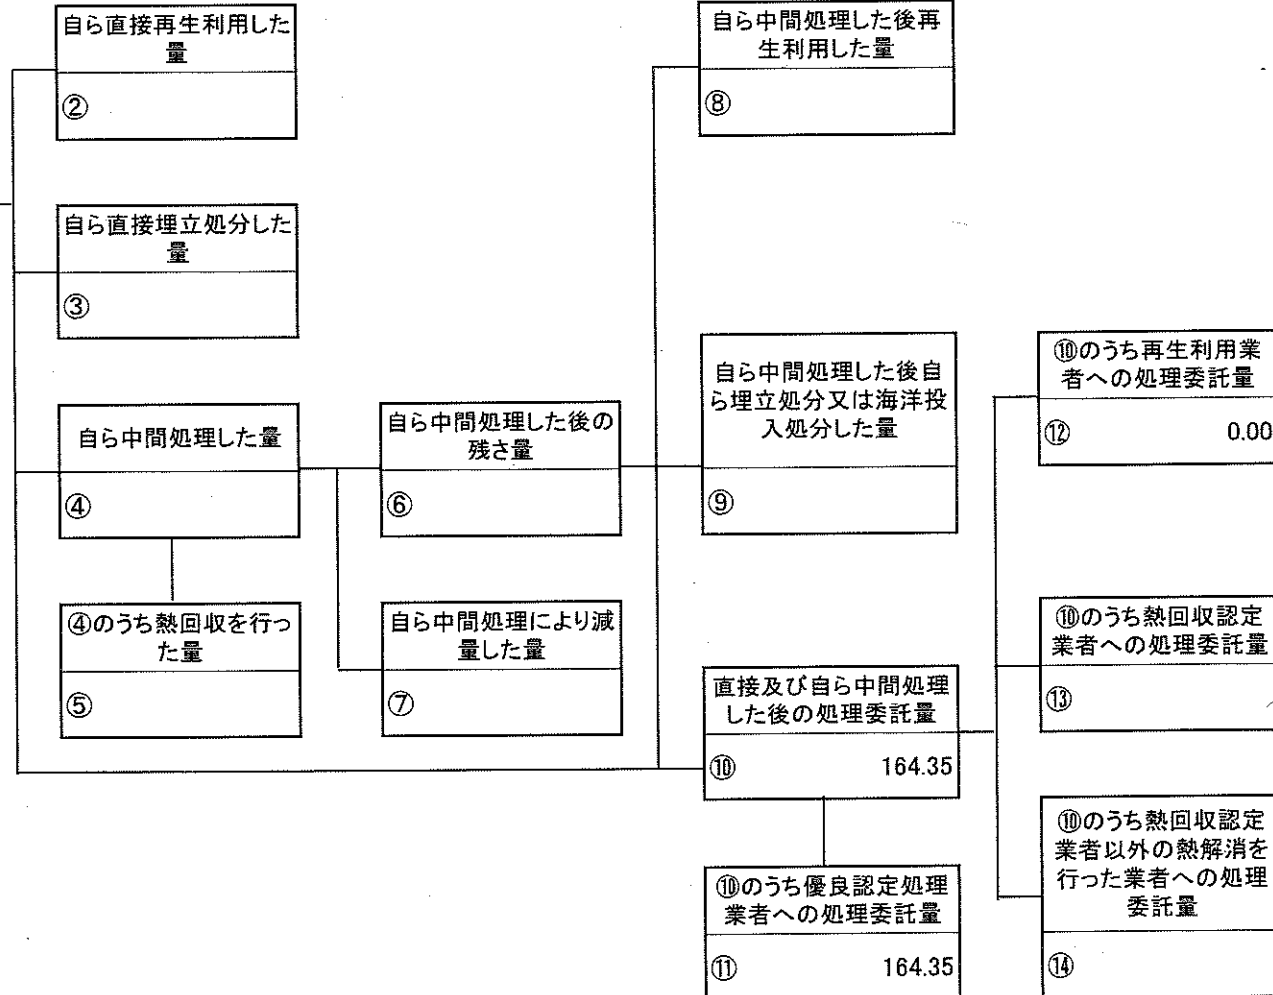 自ら直接再生利用した
量
②
自ら中間処理した後再
生利用した量
⑧
自ら直接埋立処分した
量
③
自ら中間処理した量
④
自ら中間処理した後の
残さ量
⑥
自ら中間処理した後自
ら埋立処分又は海洋投
入処分した量
⑨
⑩のうち再生利用業
者への処理委託量
⑫ 0.00
④のうち熱回収を行っ
た量
⑤
自ら中間処理により減
量した量
⑦
直接及び自ら中間処理
した後の処理委託量
⑩ 164.35
⑩のうち熱回収認定
業者への処理委託量
⑬
⑩のうち優良認定処理
業者への処理委託量
⑪ 164.35
⑩のうち熱回収認定
業者以外の熱解消を
行った業者への処理
委託量
⑭